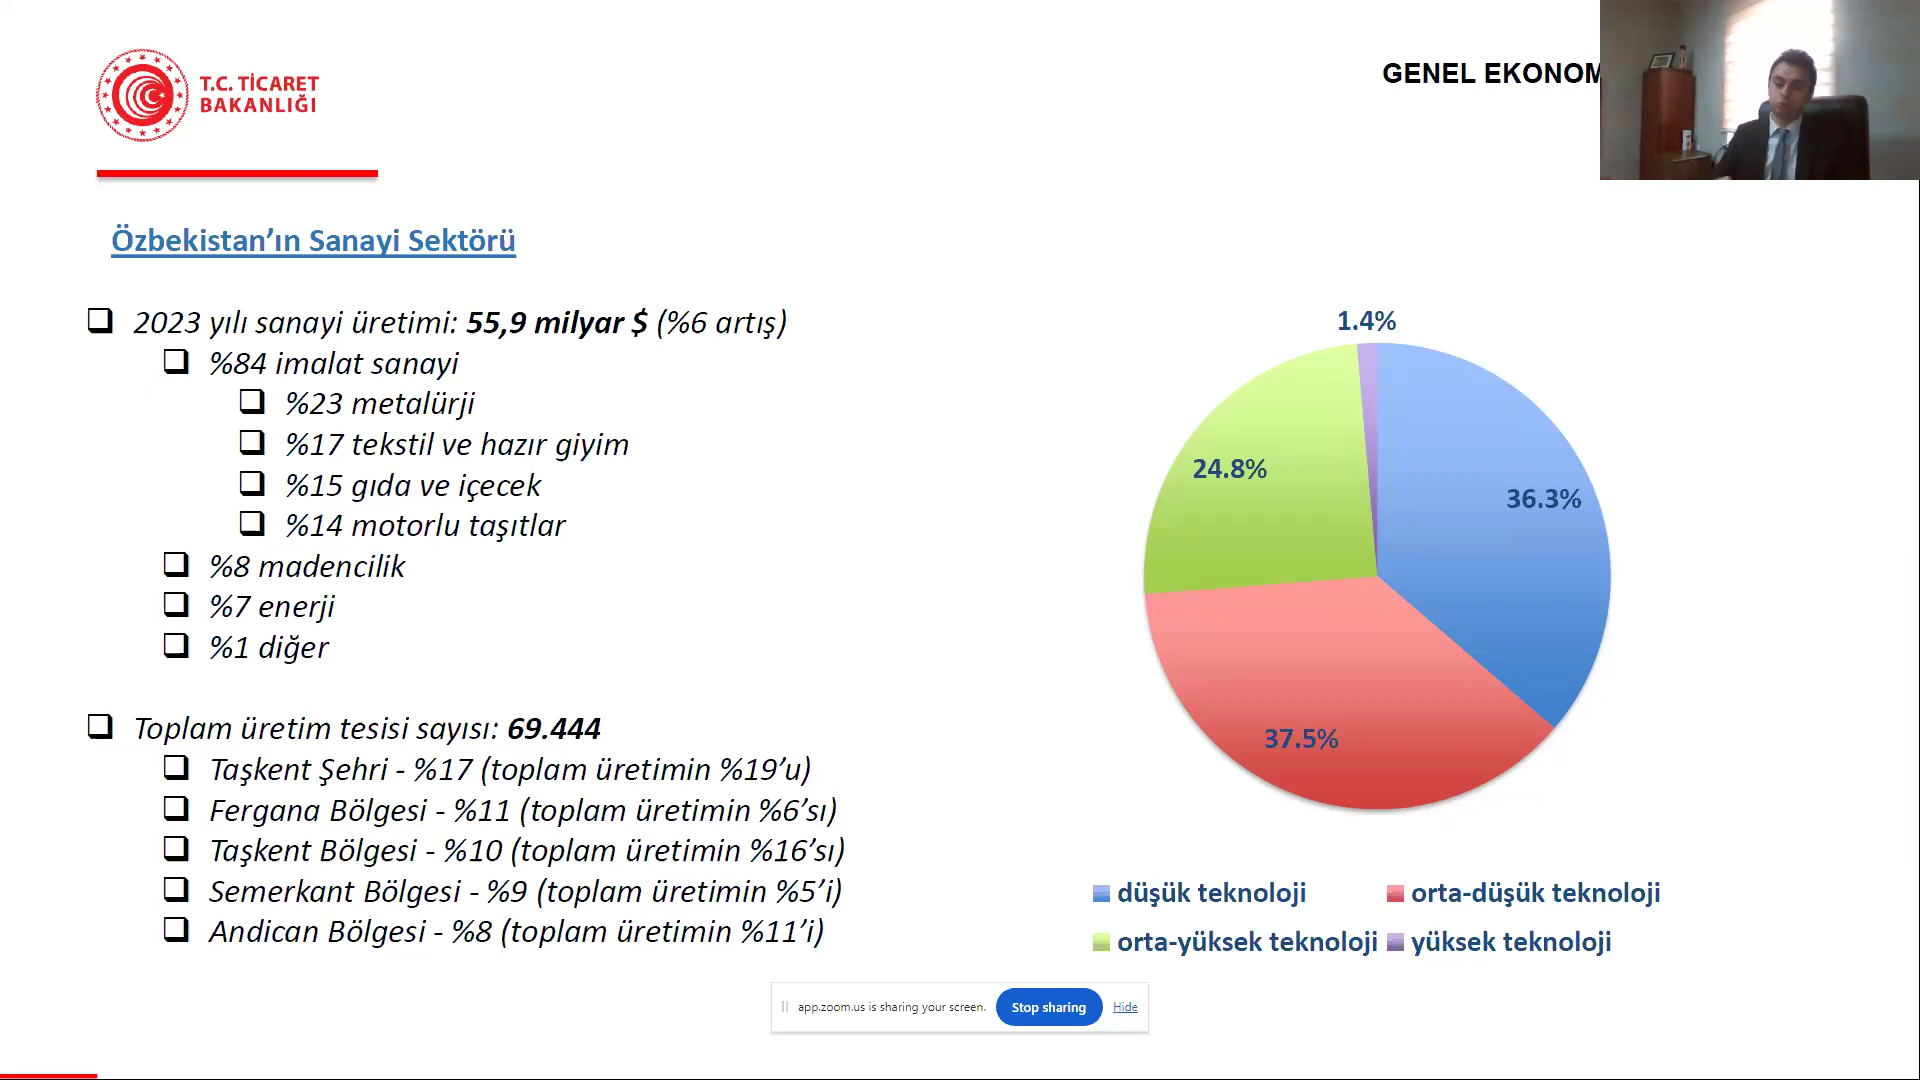 T.C. TİCARET
BAKANLIĞI
GENEL EKONOM
Özbekistan’ın Sanayi Sektörü
2023 yılı sanayi üretimi: 55,9 milyar $ (%6 artış)
%84 imalat sanayi
%23 metalürji
%17 tekstil ve hazır giyim
%15 gıda ve içecek
%14 motorlu taşıtlar
%8 madencilik
%7 enerji
%1 diğer
Toplam üretim tesisi sayısı: 69.444
Taşkent Şehri - %17 (toplam üretimin %19’u)
Fergana Bölgesi - %11 (toplam üretimin %6’sı)
Taşkent Bölgesi - %10 (toplam üretimin %16’sı)
Semerkant Bölgesi - %9 (toplam üretimin %5’i)
Andican Bölgesi - %8 (toplam üretimin %11’i)
1.4%
24.8%
36.3%
37.5%
düşük teknoloji
orta-düşük teknoloji
orta-yüksek teknoloji
yüksek teknoloji
app.zoom.us is sharing your screen.
Stop sharing
Hide